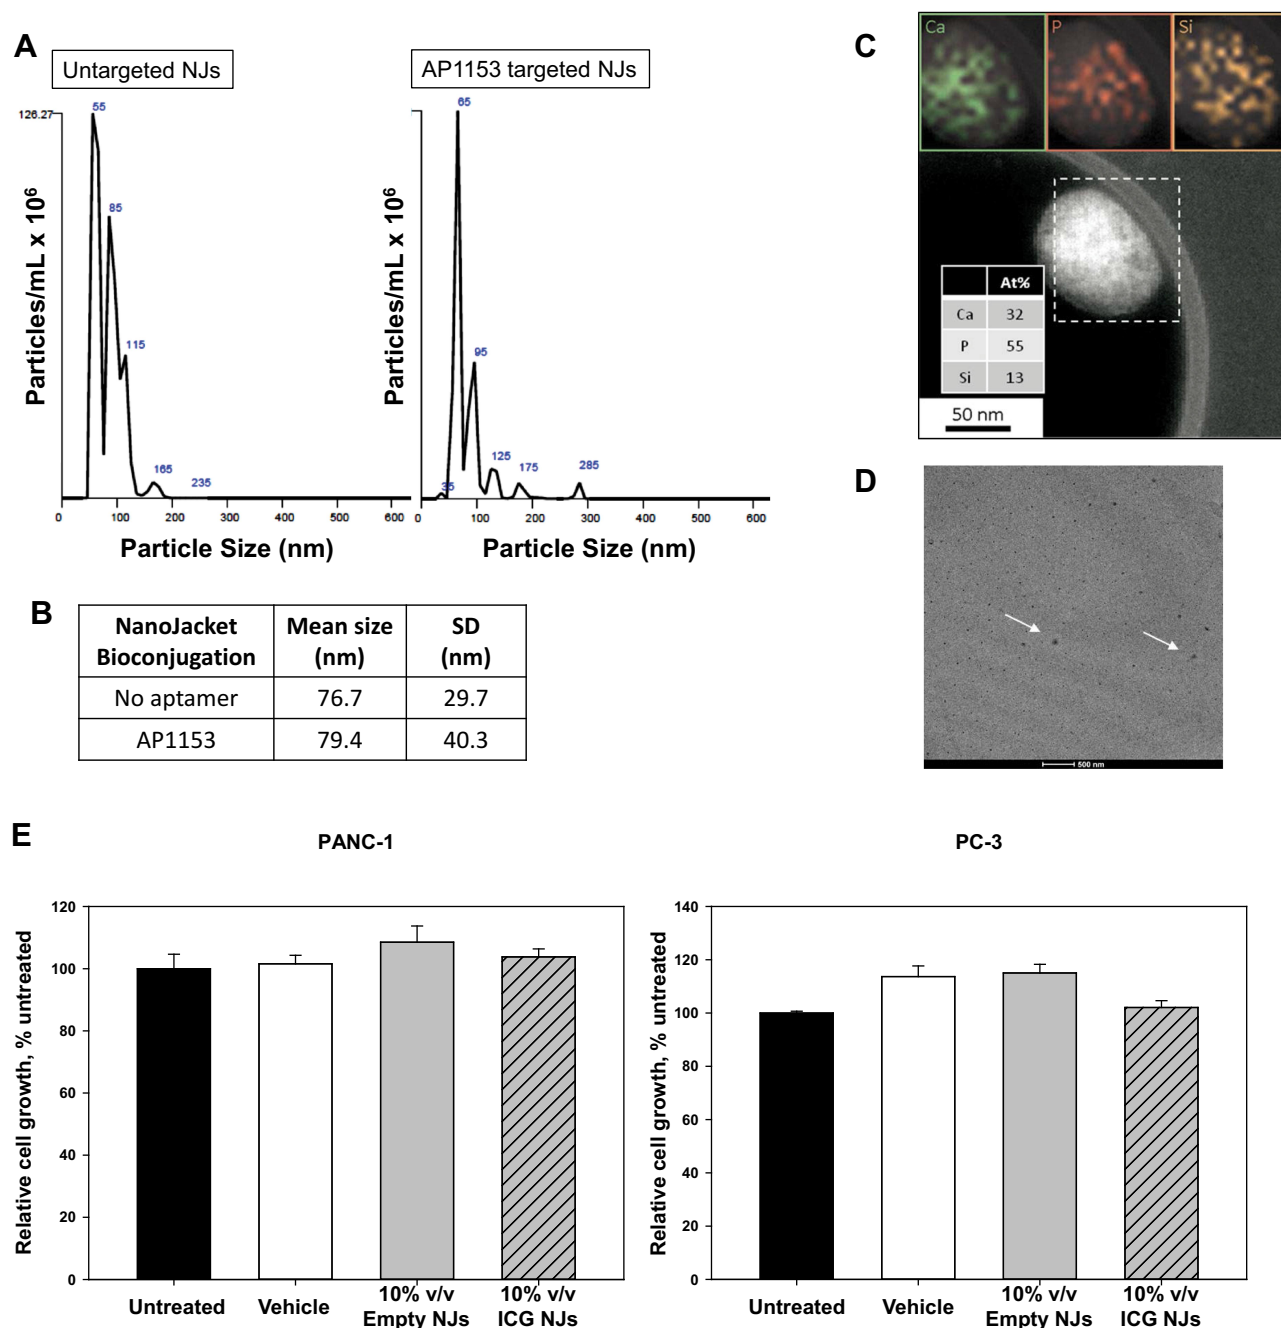 A
Untargeted NJs
AP1153 targeted NJs
126.27
55
85
115
165
235
Particles/mL x 10⁶
0
100
200
300
400
500
600
Particle Size (nm)
65
95
125
175
285
35
Particles/mL x 10⁶
0
100
200
300
400
500
600
Particle Size (nm)
B
NanoJacket Bioconjugation Mean size (nm) SD (nm)
No aptamer 76.7 29.7
AP1153 79.4 40.3
C
Ca P Si
At%
Ca 32
P 55
Si 13
50 nm
D
500 nm
E
PANC-1
Relative cell growth, % untreated
120
100
80
60
40
20
0
Untreated
Vehicle
10% v/v
Empty NJs
10% v/v
ICG NJs
PC-3
Relative cell growth, % untreated
140
120
100
80
60
40
20
0
Untreated
Vehicle
10% v/v
Empty NJs
10% v/v
ICG NJs